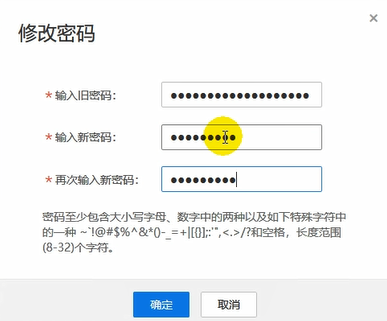 修改密码
×
*输入旧密码: ●●●●●●●●●●●●●●●●●●●
*输入新密码: ●●●●●●●●●
*再次输入新密码: ●●●●●●●●●
密码至少包含大小写字母、数字中的两种以及如下特殊字符中
的一种 ~`!@#$%^&*()-_=+|[{}];:'",<.>/?和空格，长度范围
(8-32)个字符。
确定 取消